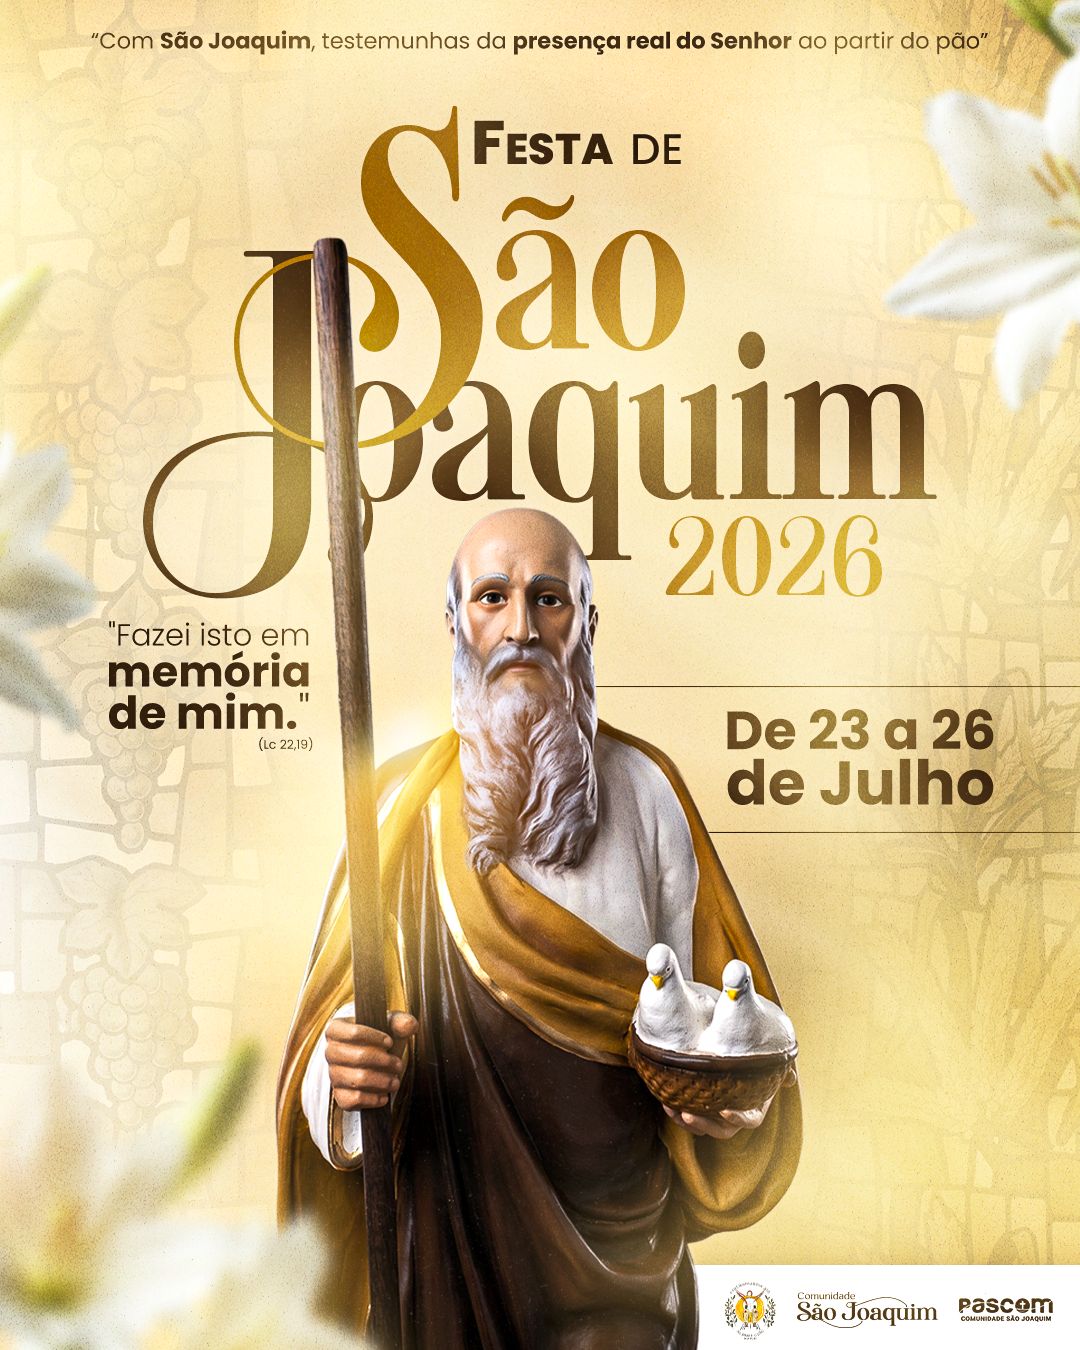 “Com São Joaquim, testemunhas da presença real do Senhor ao partir do pão”
FESTA DE
São
Joaquim
2026
"Fazei isto em
memória
de mim."
(Lc 22,19)
De 23 a 26
de Julho
Comunidade
São Joaquim
PASCOM
COMUNIDADE SÃO JOAQUIM